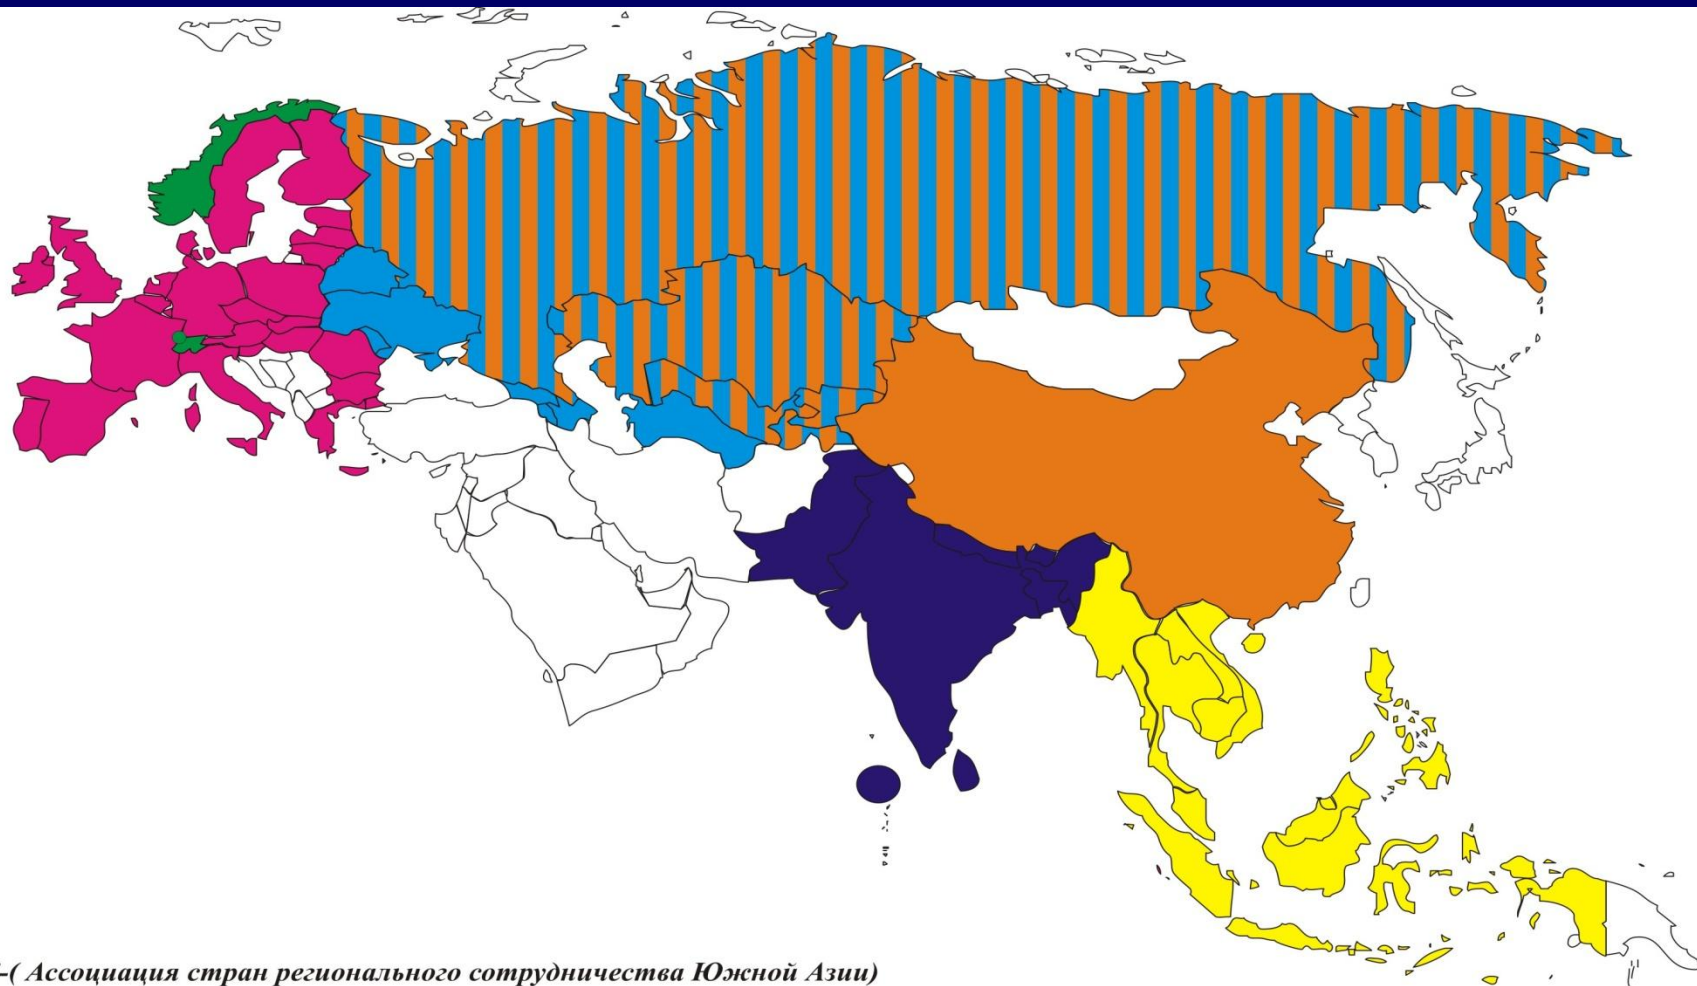 -( Ассоциация стран регионального сотрудничества Южной Азии)